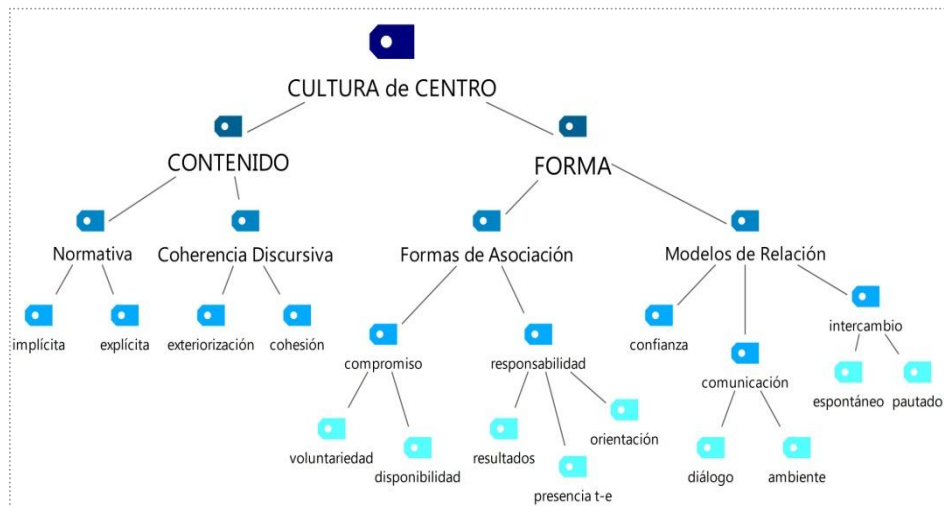 CULTURA de CENTRO
CONTENIDO
FORMA
Normativa
Coherencia Discursiva
Formas de Asociación
Modelos de Relación
implícita
explícita
exteriorización
cohesión
compromiso
responsabilidad
confianza
comunicación
intercambio
voluntariedad
disponibilidad
resultados
presencia t-e
orientación
diálogo
ambiente
espontáneo
pautado